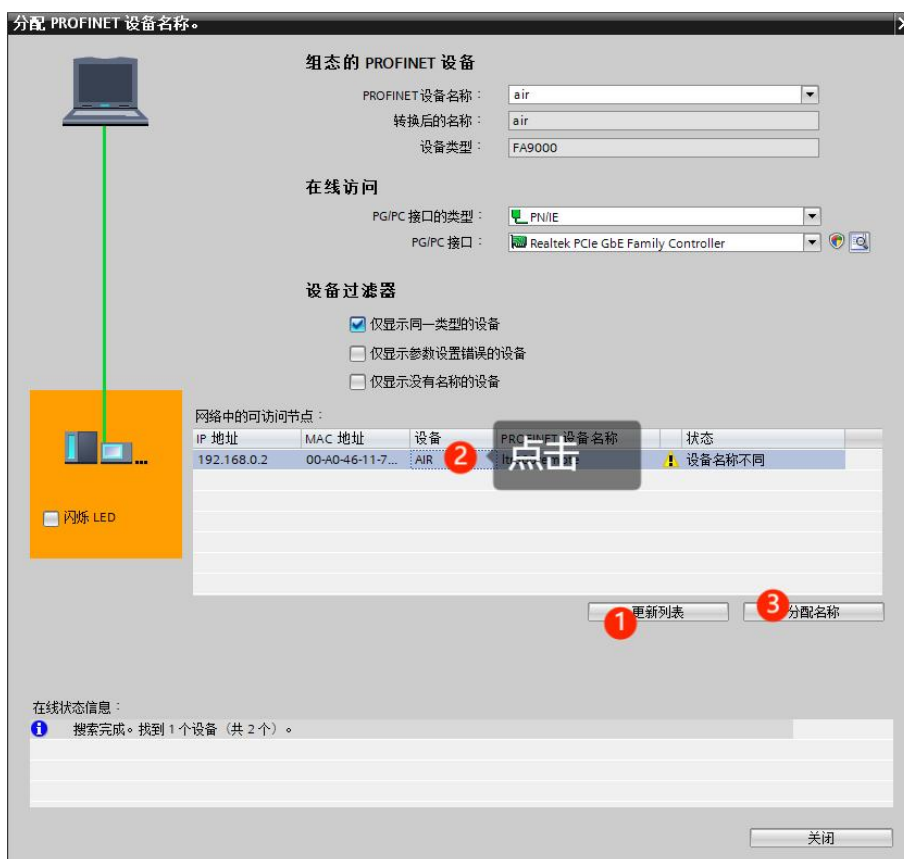 分配 PROFINET 设备名称。
组态的 PROFINET 设备
PROFINET设备名称： air
转换后的名称： air
设备类型： FA9000
在线访问
PG/PC 接口的类型： PN/IE
PG/PC 接口： Realtek PCIe GbE Family Controller
设备过滤器
仅显示同一类型的设备
仅显示参数设置错误的设备
仅显示没有名称的设备
网络中的可访问节点：
IP 地址 MAC 地址 设备 PROFINET 设备名称 状态
192.168.0.2 00-A0-46-11-7... AIR 2 点击 设备名称不同
闪烁 LED
1 更新列表 3 分配名称
在线状态信息：
搜索完成。找到 1 个设备（共 2 个）。
关闭